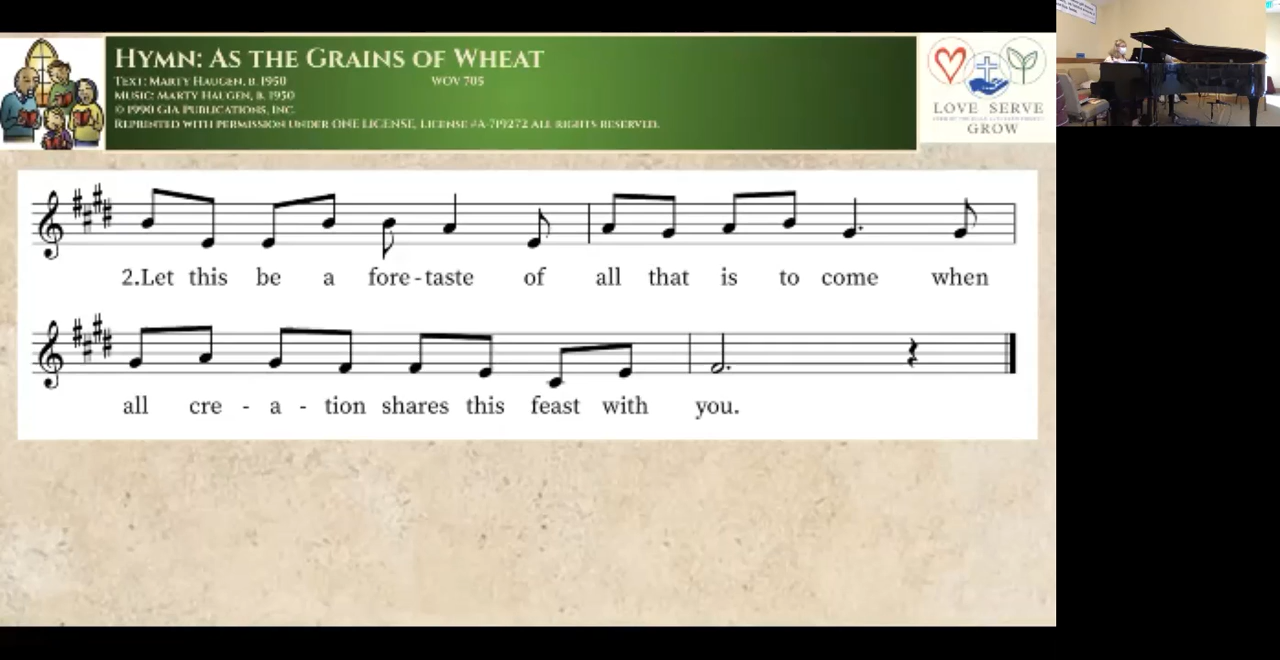 Hymn: As the Grains of Wheat
Text: Marty Haugen, b. 1950 WOV 705
Music: Marty Haugen, b. 1950
© 1990 GIA Publications, Inc.
Reprinted with permission under ONE LICENSE, License #A-719272 All rights reserved.
LOVE SERVE
GROW
2.Let this be a fore-taste of all that is to come when
all cre - a - tion shares this feast with you.